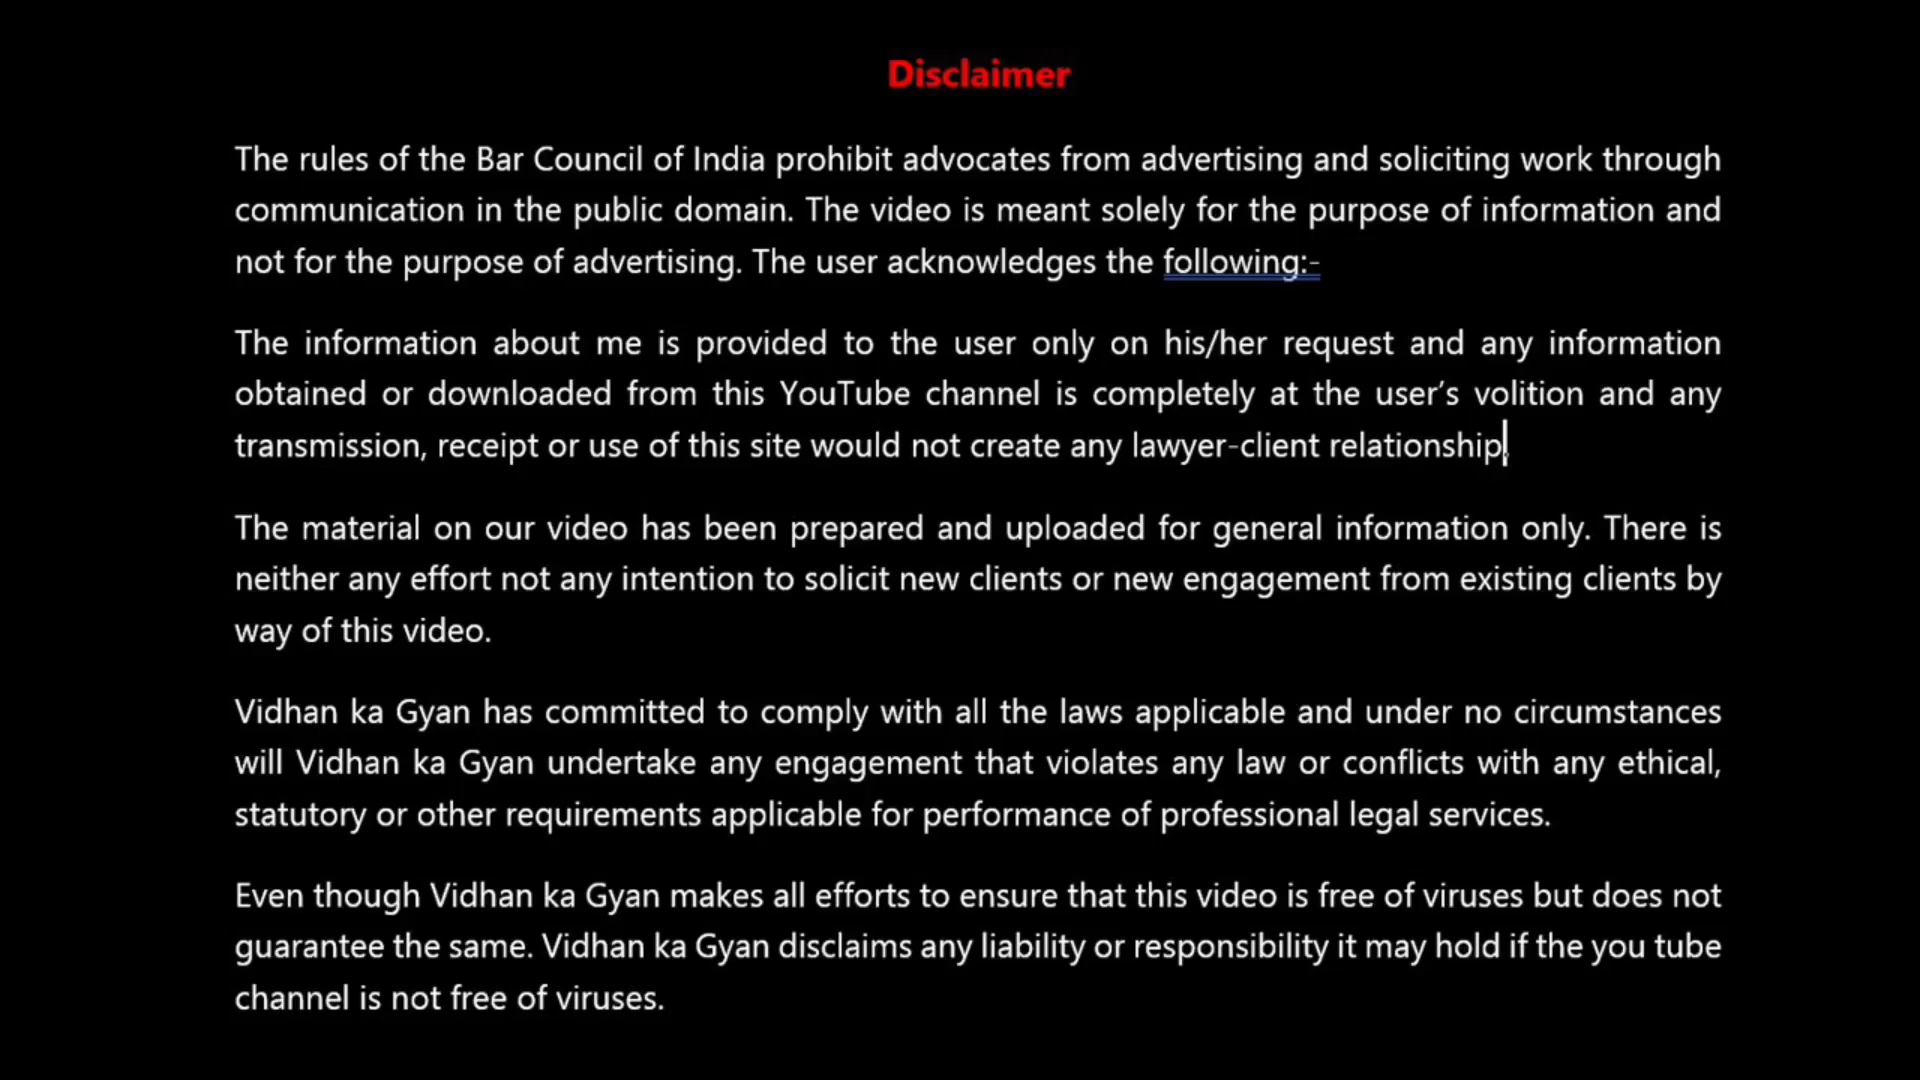 Disclaimer
The rules of the Bar Council of India prohibit advocates from advertising and soliciting work through
communication in the public domain. The video is meant solely for the purpose of information and
not for the purpose of advertising. The user acknowledges the following:-
The information about me is provided to the user only on his/her request and any information
obtained or downloaded from this YouTube channel is completely at the user’s volition and any
transmission, receipt or use of this site would not create any lawyer-client relationship.
The material on our video has been prepared and uploaded for general information only. There is
neither any effort not any intention to solicit new clients or new engagement from existing clients by
way of this video.
Vidhan ka Gyan has committed to comply with all the laws applicable and under no circumstances
will Vidhan ka Gyan undertake any engagement that violates any law or conflicts with any ethical,
statutory or other requirements applicable for performance of professional legal services.
Even though Vidhan ka Gyan makes all efforts to ensure that this video is free of viruses but does not
guarantee the same. Vidhan ka Gyan disclaims any liability or responsibility it may hold if the you tube
channel is not free of viruses.